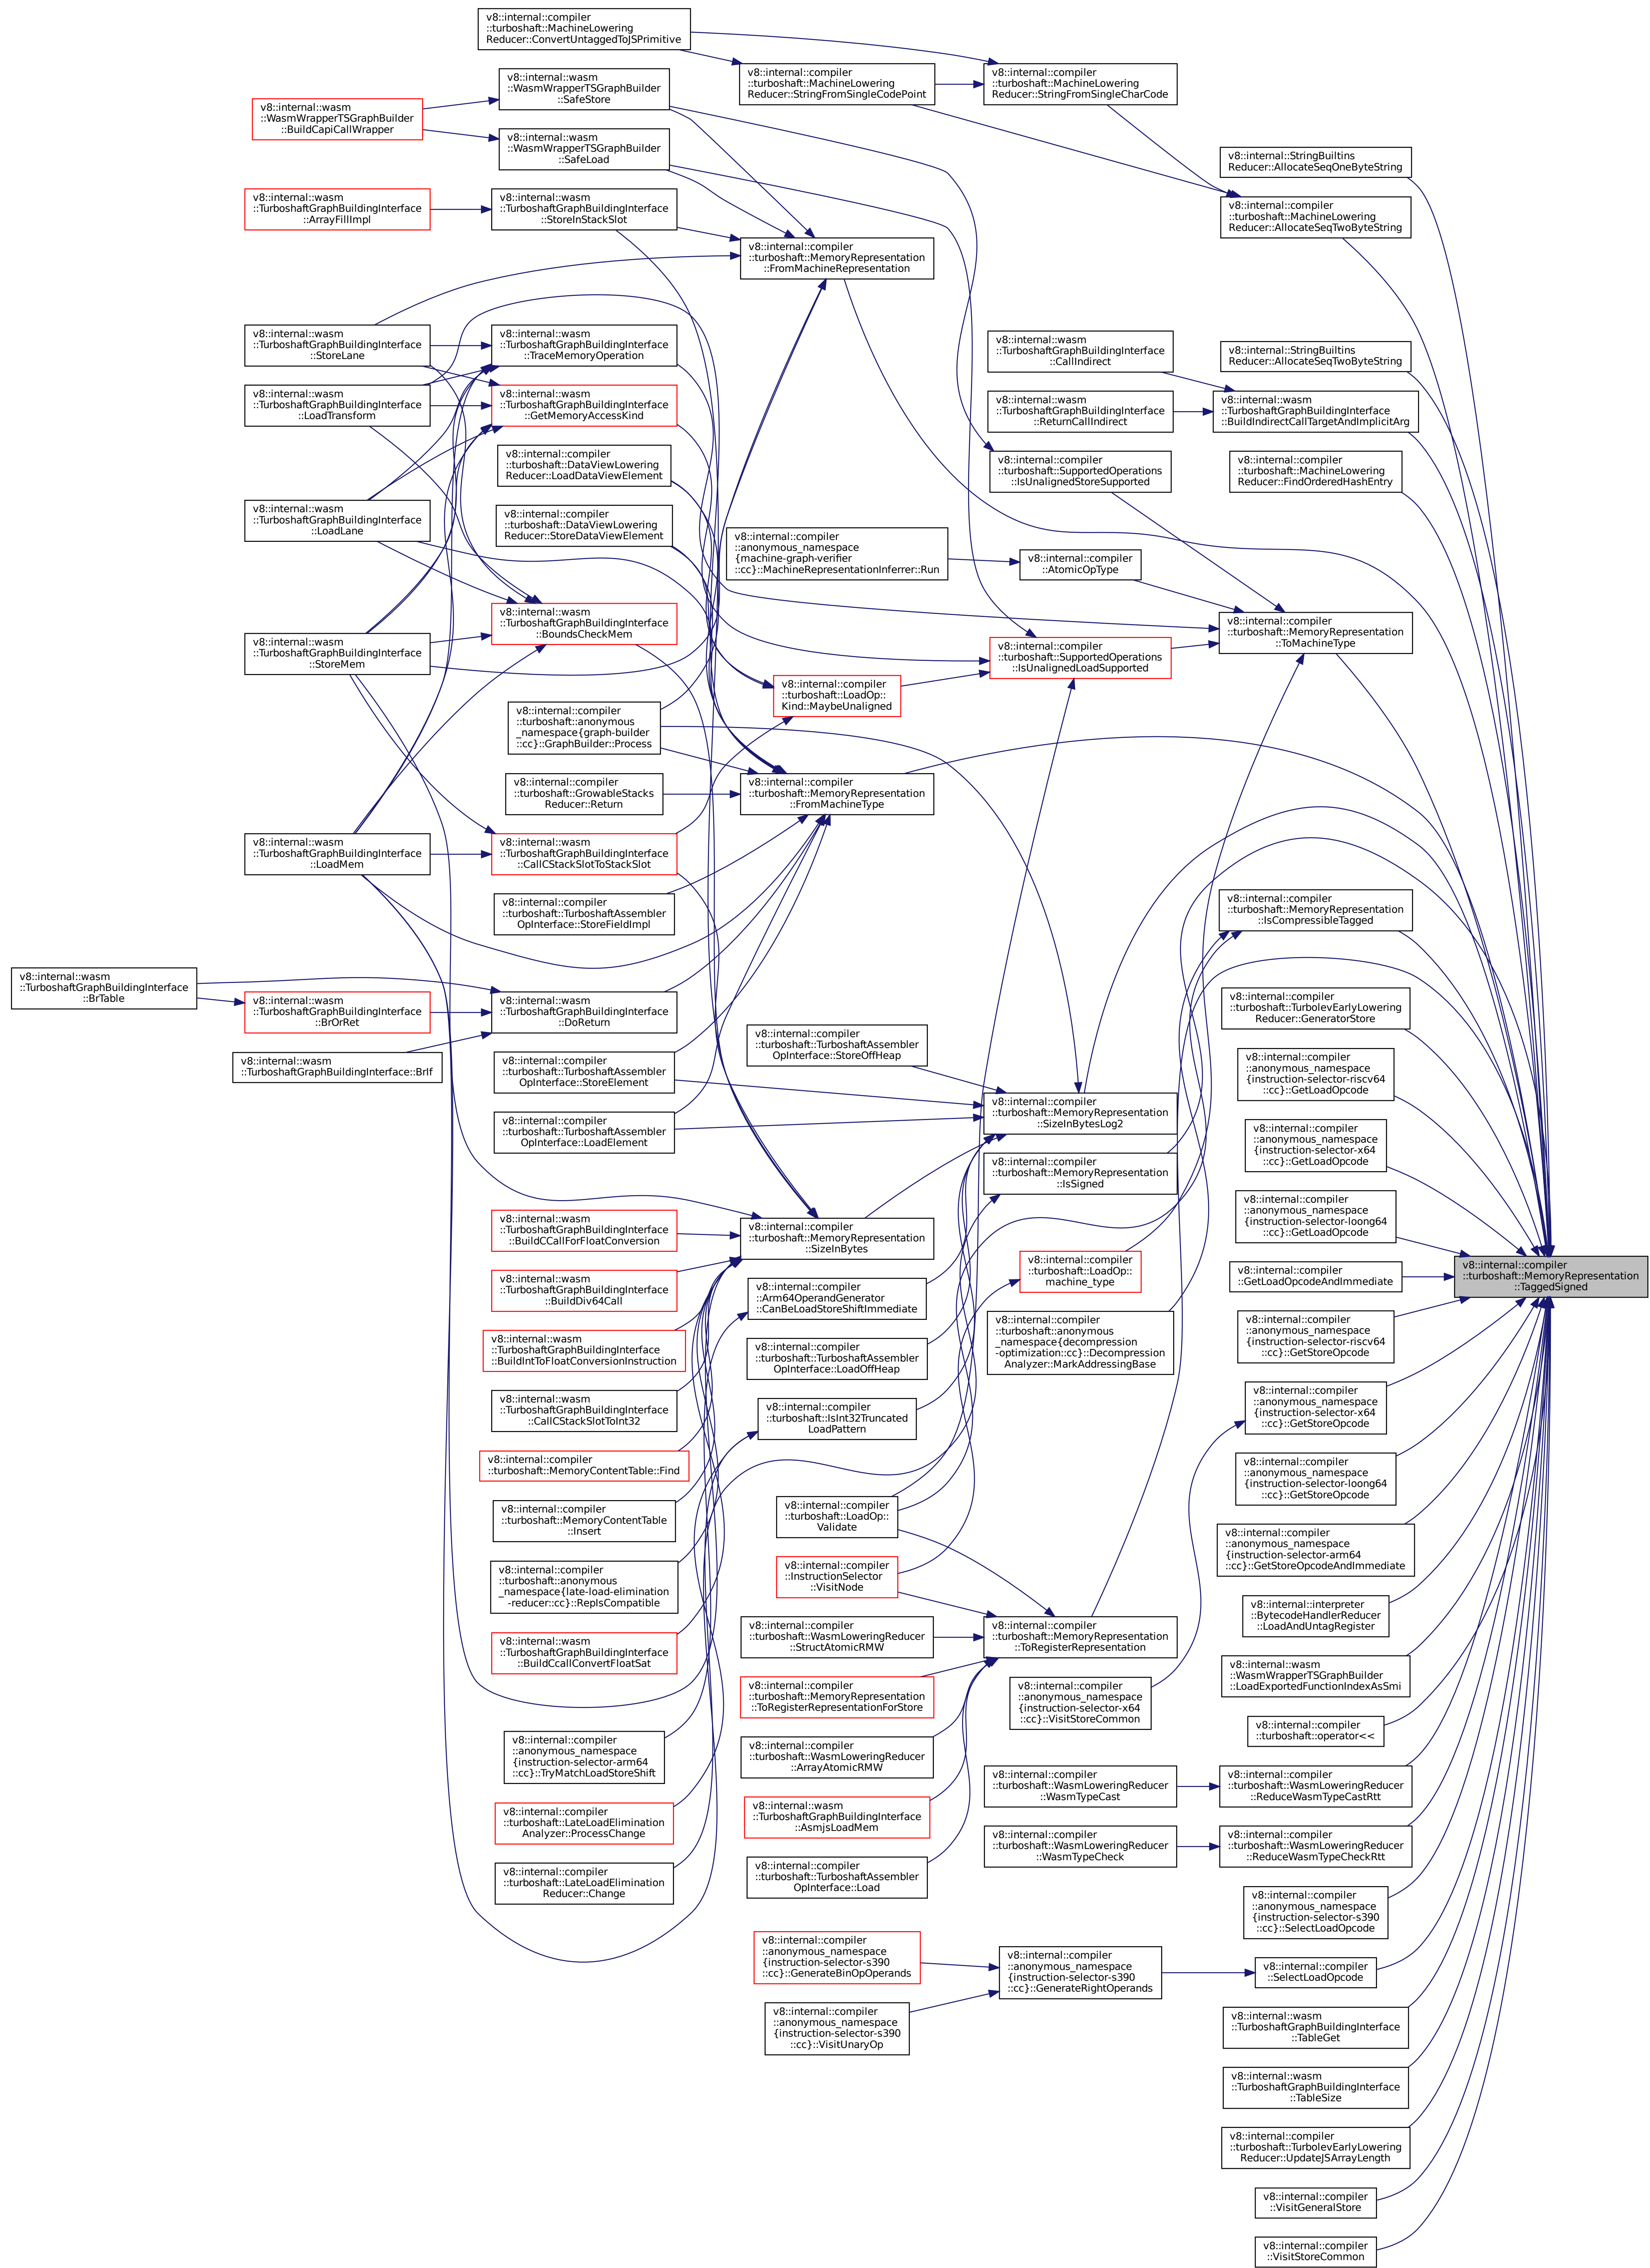 v8::internal::compiler
::turboshaft::MachineLowering
Reducer::ConvertUntaggedToJSPrimitive
v8::internal::compiler
::turboshaft::MachineLowering
Reducer::StringFromSingleCodePoint
v8::internal::compiler
::turboshaft::MachineLowering
Reducer::StringFromSingleCharCode
v8::internal::wasm
::WasmWrapperTSGraphBuilder
::SafeStore
v8::internal::wasm
::WasmWrapperTSGraphBuilder
::BuildCapiCallWrapper
v8::internal::wasm
::WasmWrapperTSGraphBuilder
::SafeLoad
v8::internal::StringBuiltins
Reducer::AllocateSeqOneByteString
v8::internal::wasm
::TurboshaftGraphBuildingInterface
::ArrayFillImpl
v8::internal::wasm
::TurboshaftGraphBuildingInterface
::StoreInStackSlot
v8::internal::compiler
::turboshaft::MachineLowering
Reducer::AllocateSeqTwoByteString
v8::internal::compiler
::turboshaft::MemoryRepresentation
::FromMachineRepresentation
v8::internal::wasm
::TurboshaftGraphBuildingInterface
::StoreLane
v8::internal::wasm
::TurboshaftGraphBuildingInterface
::TraceMemoryOperation
v8::internal::wasm
::TurboshaftGraphBuildingInterface
::CallIndirect
v8::internal::StringBuiltins
Reducer::AllocateSeqTwoByteString
v8::internal::wasm
::TurboshaftGraphBuildingInterface
::LoadTransform
v8::internal::wasm
::TurboshaftGraphBuildingInterface
::GetMemoryAccessKind
v8::internal::wasm
::TurboshaftGraphBuildingInterface
::ReturnCallIndirect
v8::internal::wasm
::TurboshaftGraphBuildingInterface
::BuildIndirectCallTargetAndImplicitArg
v8::internal::compiler
::turboshaft::DataViewLowering
Reducer::LoadDataViewElement
v8::internal::compiler
::turboshaft::SupportedOperations
::IsUnalignedStoreSupported
v8::internal::compiler
::turboshaft::MachineLowering
Reducer::FindOrderedHashEntry
v8::internal::wasm
::TurboshaftGraphBuildingInterface
::LoadLane
v8::internal::compiler
::turboshaft::DataViewLowering
Reducer::StoreDataViewElement
v8::internal::compiler
::anonymous_namespace
{machine-graph-verifier
::cc}::MachineRepresentationInferrer::Run
v8::internal::compiler
::AtomicOpType
v8::internal::wasm
::TurboshaftGraphBuildingInterface
::StoreMem
v8::internal::wasm
::TurboshaftGraphBuildingInterface
::BoundsCheckMem
v8::internal::compiler
::turboshaft::SupportedOperations
::IsUnalignedLoadSupported
v8::internal::compiler
::turboshaft::MemoryRepresentation
::ToMachineType
v8::internal::compiler
::turboshaft::LoadOp::
Kind::MaybeUnaligned
v8::internal::compiler
::turboshaft::anonymous
_namespace{graph-builder
::cc}::GraphBuilder::Process
v8::internal::compiler
::turboshaft::GrowableStacks
Reducer::Return
v8::internal::compiler
::turboshaft::MemoryRepresentation
::FromMachineType
v8::internal::wasm
::TurboshaftGraphBuildingInterface
::LoadMem
v8::internal::wasm
::TurboshaftGraphBuildingInterface
::CallCStackSlotToStackSlot
v8::internal::compiler
::turboshaft::TurboshaftAssembler
OpInterface::StoreFieldImpl
v8::internal::compiler
::turboshaft::MemoryRepresentation
::IsCompressibleTagged
v8::internal::wasm
::TurboshaftGraphBuildingInterface
::BrTable
v8::internal::wasm
::TurboshaftGraphBuildingInterface
::BrOrRet
v8::internal::wasm
::TurboshaftGraphBuildingInterface
::DoReturn
v8::internal::compiler
::turboshaft::TurbolevEarlyLowering
Reducer::GeneratorStore
v8::internal::wasm
::TurboshaftGraphBuildingInterface::BrIf
v8::internal::compiler
::turboshaft::TurboshaftAssembler
OpInterface::StoreElement
v8::internal::compiler
::turboshaft::TurboshaftAssembler
OpInterface::StoreOffHeap
v8::internal::compiler
::anonymous_namespace
{instruction-selector-riscv64
::cc}::GetLoadOpcode
v8::internal::compiler
::turboshaft::TurboshaftAssembler
OpInterface::LoadElement
v8::internal::compiler
::turboshaft::MemoryRepresentation
::SizeInBytesLog2
v8::internal::compiler
::anonymous_namespace
{instruction-selector-x64
::cc}::GetLoadOpcode
v8::internal::compiler
::turboshaft::MemoryRepresentation
::IsSigned
v8::internal::compiler
::anonymous_namespace
{instruction-selector-loong64
::cc}::GetLoadOpcode
v8::internal::wasm
::TurboshaftGraphBuildingInterface
::BuildCCallForFloatConversion
v8::internal::compiler
::turboshaft::MemoryRepresentation
::SizeInBytes
v8::internal::compiler
::GetLoadOpcodeAndImmediate
v8::internal::compiler
::turboshaft::MemoryRepresentation
::TaggedSigned
v8::internal::wasm
::TurboshaftGraphBuildingInterface
::BuildDiv64Call
v8::internal::compiler
::Arm64OperandGenerator
::CanBeLoadStoreShiftImmediate
v8::internal::compiler
::turboshaft::LoadOp::
machine_type
v8::internal::compiler
::anonymous_namespace
{instruction-selector-riscv64
::cc}::GetStoreOpcode
v8::internal::wasm
::TurboshaftGraphBuildingInterface
::BuildIntToFloatConversionInstruction
v8::internal::compiler
::turboshaft::TurboshaftAssembler
OpInterface::LoadOffHeap
v8::internal::compiler
::turboshaft::anonymous
_namespace{decompression
-optimization::cc}::Decompression
Analyzer::MarkAddressingBase
v8::internal::wasm
::TurboshaftGraphBuildingInterface
::CallCStackSlotToInt32
v8::internal::compiler
::turboshaft::IsInt32Truncated
LoadPattern
v8::internal::compiler
::anonymous_namespace
{instruction-selector-x64
::cc}::GetStoreOpcode
v8::internal::compiler
::turboshaft::MemoryContentTable::Find
v8::internal::compiler
::anonymous_namespace
{instruction-selector-loong64
::cc}::GetStoreOpcode
v8::internal::compiler
::turboshaft::MemoryContentTable
::Insert
v8::internal::compiler
::turboshaft::LoadOp::
Validate
v8::internal::compiler
::anonymous_namespace
{instruction-selector-arm64
::cc}::GetStoreOpcodeAndImmediate
v8::internal::compiler
::turboshaft::anonymous
_namespace{late-load-elimination
-reducer::cc}::RepIsCompatible
v8::internal::compiler
::InstructionSelector
::VisitNode
v8::internal::interpreter
::BytecodeHandlerReducer
::LoadAndUntagRegister
v8::internal::wasm
::TurboshaftGraphBuildingInterface
::BuildCcallConvertFloatSat
v8::internal::compiler
::turboshaft::WasmLoweringReducer
::StructAtomicRMW
v8::internal::compiler
::turboshaft::MemoryRepresentation
::ToRegisterRepresentation
v8::internal::wasm
::WasmWrapperTSGraphBuilder
::LoadExportedFunctionIndexAsSmi
v8::internal::compiler
::turboshaft::MemoryRepresentation
::ToRegisterRepresentationForStore
v8::internal::compiler
::anonymous_namespace
{instruction-selector-x64
::cc}::VisitStoreCommon
v8::internal::compiler
::turboshaft::operator<<
v8::internal::compiler
::anonymous_namespace
{instruction-selector-arm64
::cc}::TryMatchLoadStoreShift
v8::internal::compiler
::turboshaft::WasmLoweringReducer
::ArrayAtomicRMW
v8::internal::compiler
::turboshaft::WasmLoweringReducer
::WasmTypeCast
v8::internal::compiler
::turboshaft::WasmLoweringReducer
::ReduceWasmTypeCastRtt
v8::internal::compiler
::turboshaft::LateLoadElimination
Analyzer::ProcessChange
v8::internal::wasm
::TurboshaftGraphBuildingInterface
::AsmjsLoadMem
v8::internal::compiler
::turboshaft::WasmLoweringReducer
::WasmTypeCheck
v8::internal::compiler
::turboshaft::WasmLoweringReducer
::ReduceWasmTypeCheckRtt
v8::internal::compiler
::turboshaft::LateLoadElimination
Reducer::Change
v8::internal::compiler
::turboshaft::TurboshaftAssembler
OpInterface::Load
v8::internal::compiler
::anonymous_namespace
{instruction-selector-s390
::cc}::SelectLoadOpcode
v8::internal::compiler
::anonymous_namespace
{instruction-selector-s390
::cc}::GenerateBinOpOperands
v8::internal::compiler
::anonymous_namespace
{instruction-selector-s390
::cc}::GenerateRightOperands
v8::internal::compiler
::SelectLoadOpcode
v8::internal::compiler
::anonymous_namespace
{instruction-selector-s390
::cc}::VisitUnaryOp
v8::internal::wasm
::TurboshaftGraphBuildingInterface
::TableGet
v8::internal::wasm
::TurboshaftGraphBuildingInterface
::TableSize
v8::internal::compiler
::turboshaft::TurbolevEarlyLowering
Reducer::UpdateJSArrayLength
v8::internal::compiler
::VisitGeneralStore
v8::internal::compiler
::VisitStoreCommon